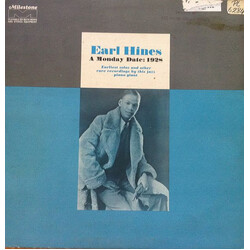 Milestone
Earl Hines
A Monday Date: 1928
Earliest solos and other
rare recordings by this jazz
piano giant